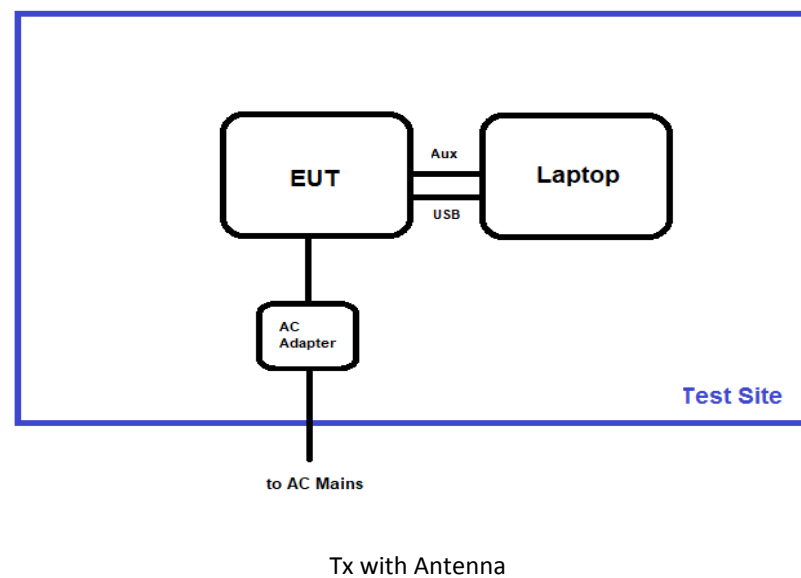 Aux
EUT
Laptop
USB
AC
Adapter
Test Site
to AC Mains
Tx with Antenna